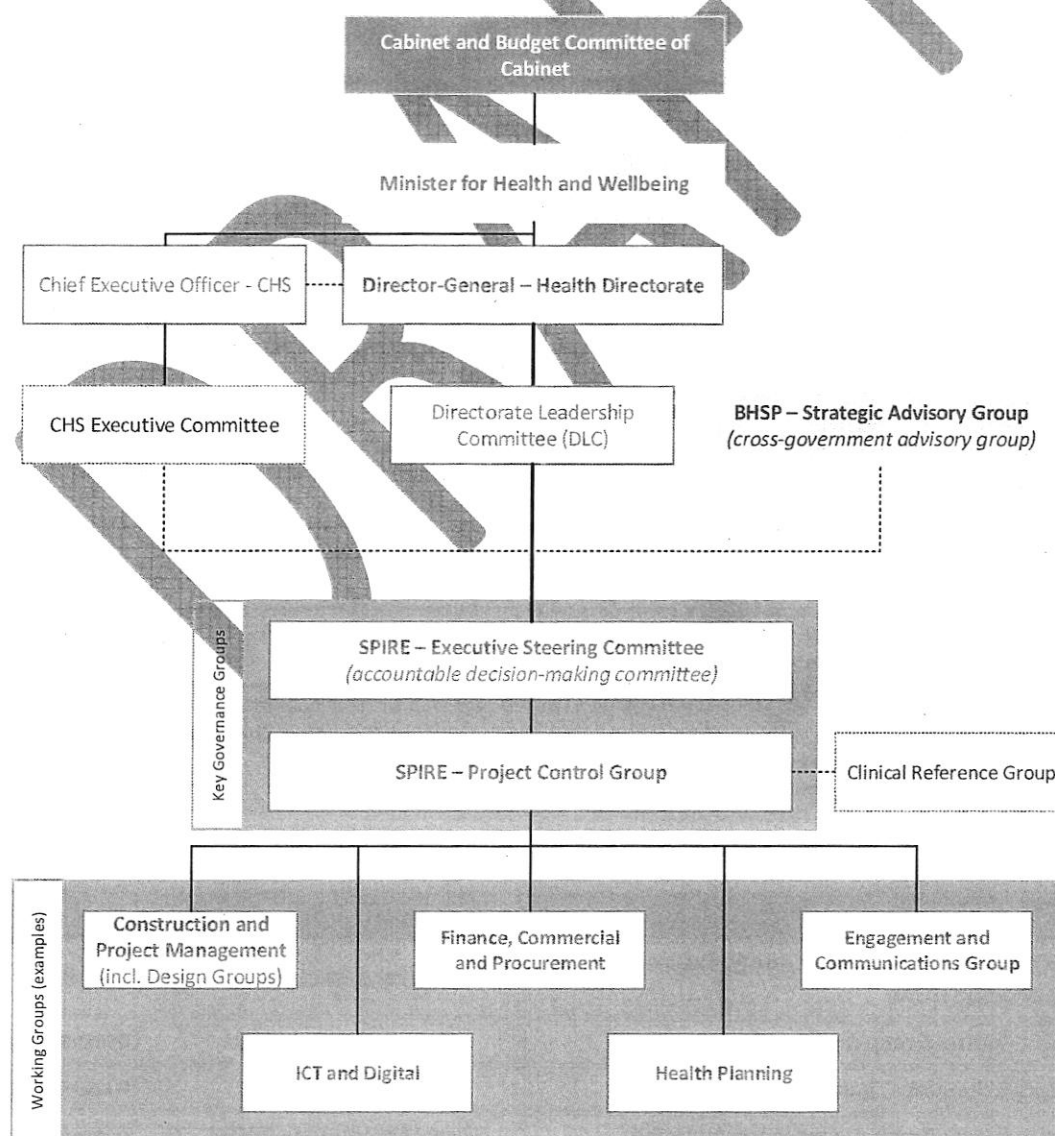 Cabinet and Budget Committee of
Cabinet
Minister for Health and Wellbeing
Chief Executive Officer - CHS
Director-General – Health Directorate
CHS Executive Committee
Directorate Leadership
Committee (DLC)
BHSP – Strategic Advisory Group
(cross-government advisory group)
Key Governance Groups
SPIRE – Executive Steering Committee
(accountable decision-making committee)
SPIRE – Project Control Group
Clinical Reference Group
Working Groups (examples)
Construction and
Project Management
(incl. Design Groups)
Finance, Commercial
and Procurement
Engagement and
Communications Group
ICT and Digital
Health Planning